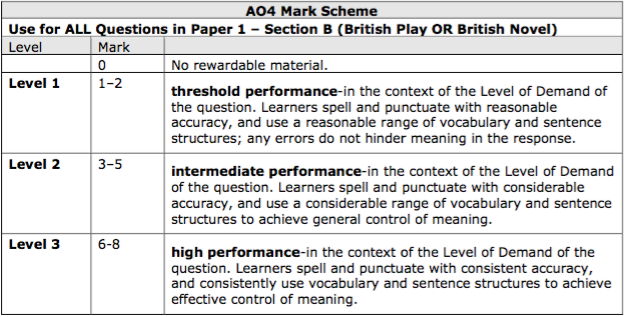 AO4 Mark Scheme
Use for ALL Questions in Paper 1 – Section B (British Play OR British Novel)
Level Mark
0 No rewardable material.
Level 1 1–2 threshold performance-in the context of the Level of Demand of
the question. Learners spell and punctuate with reasonable
accuracy, and use a reasonable range of vocabulary and sentence
structures; any errors do not hinder meaning in the response.
Level 2 3–5 intermediate performance-in the context of the Level of Demand
of the question. Learners spell and punctuate with considerable
accuracy, and use a considerable range of vocabulary and sentence
structures to achieve general control of meaning.
Level 3 6-8 high performance-in the context of the Level of Demand of the
question. Learners spell and punctuate with consistent accuracy,
and consistently use vocabulary and sentence structures to achieve
effective control of meaning.